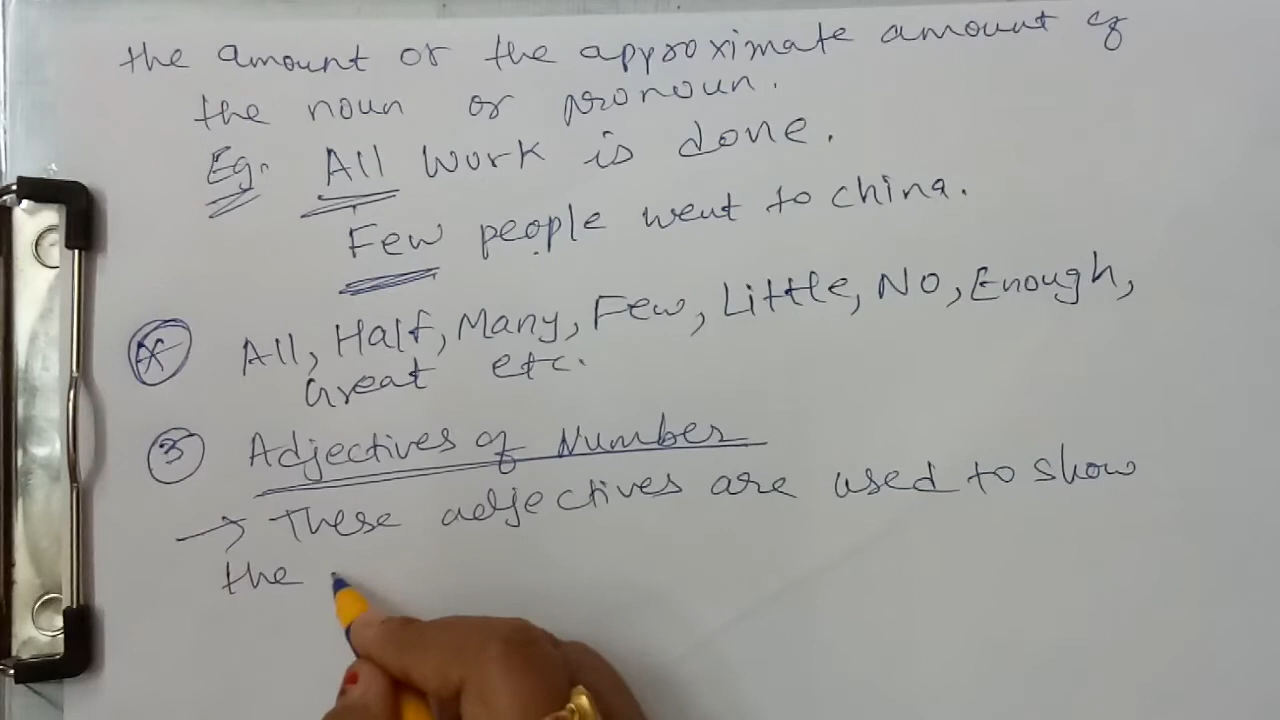 the amount or the approximate amount of
the noun or pronoun.
Eg. All work is done.
Few people went to china.
All, Half, Many, Few, Little, No, Enough,
Great etc.
3 Adjectives of Number
→ These adjectives are used to show
the